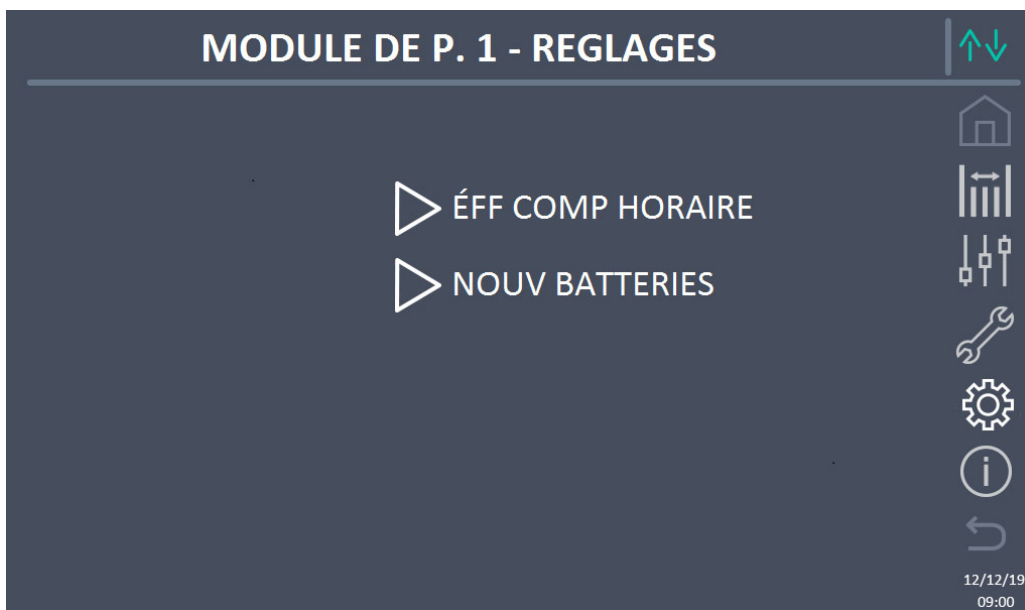 MODULE DE P. 1 - REGLAGES
ÉFF COMP HORAIRE
NOUV BATTERIES
12/12/19
09:00